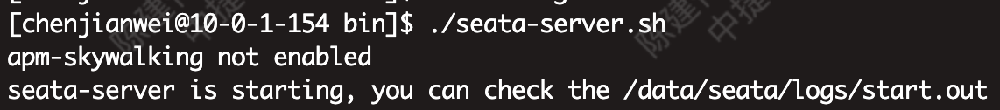 [chenjianwei@10-0-1-154 bin]$ ./seata-server.sh
apm-skywalking not enabled
seata-server is starting, you can check the /data/seata/logs/start.out